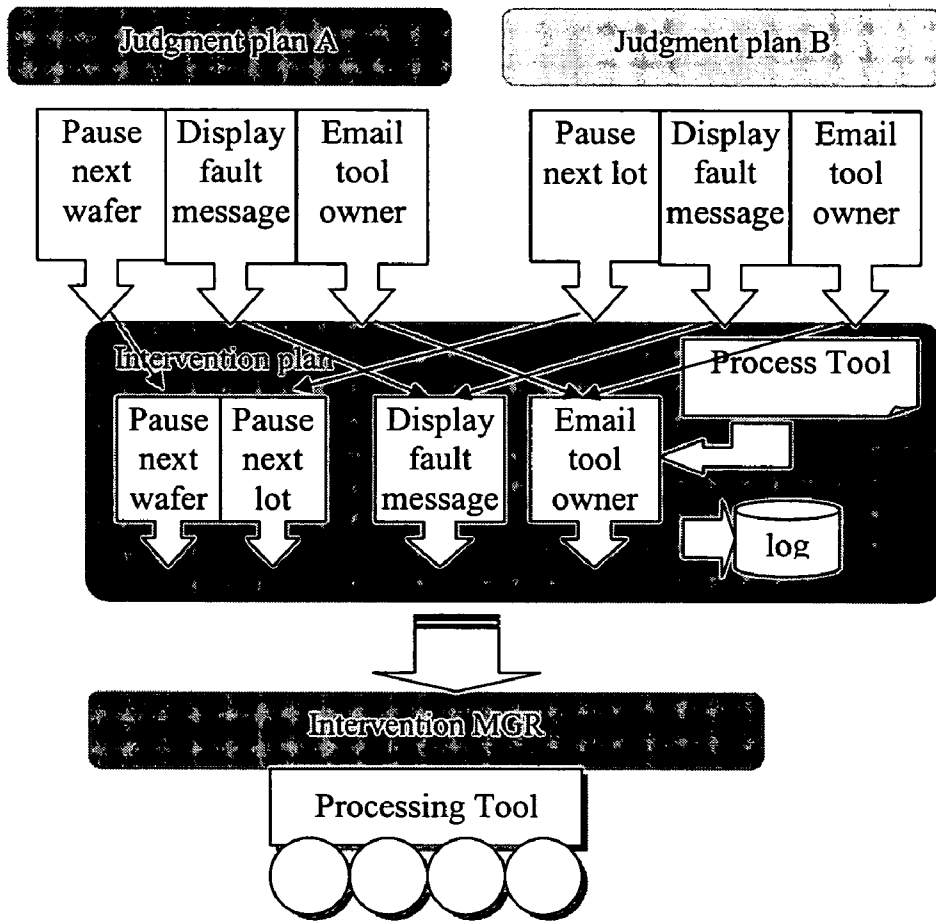 Judgment plan A
Judgment plan B
Pause
next
wafer
Display
fault
message
Email
tool
owner
Pause
next lot
Display
fault
message
Email
tool
owner
Intervention plan
Process Tool
Pause
next
wafer
Pause
next
lot
Display
fault
message
Email
tool
owner
log
Intervention MGR
Processing Tool